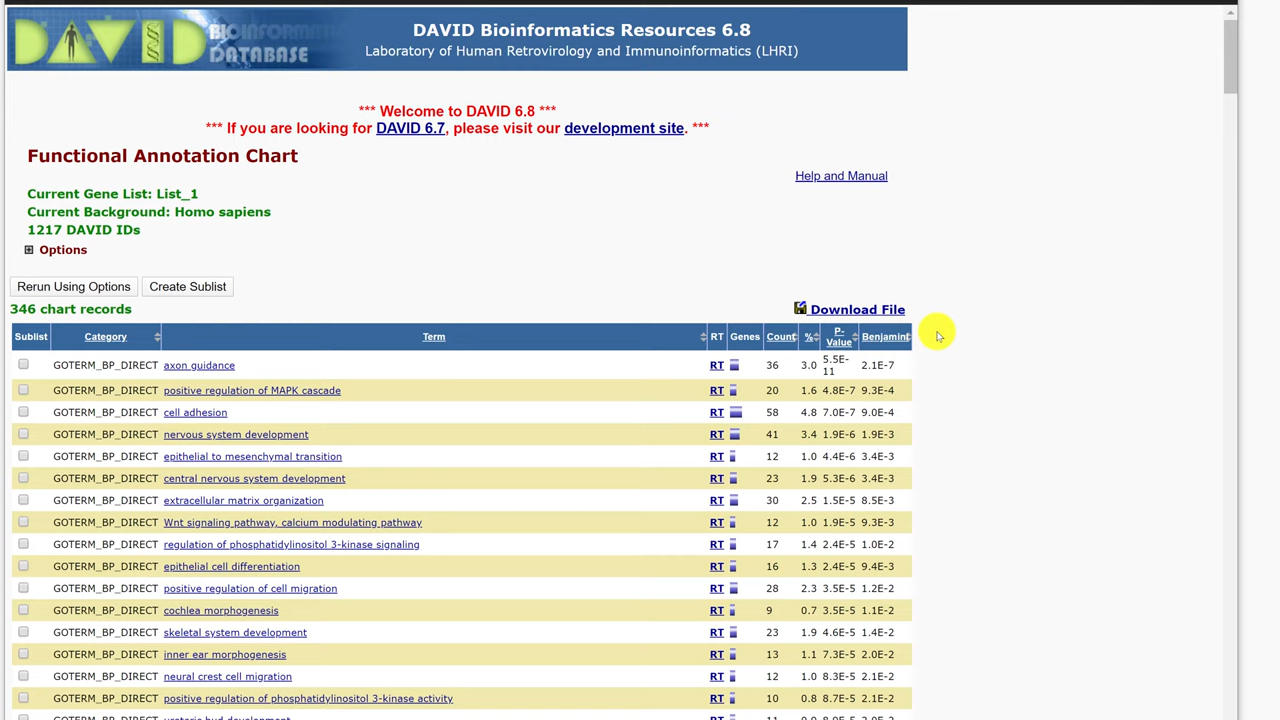 DAVID BIOINFORMATICS DATABASE
DAVID Bioinformatics Resources 6.8
Laboratory of Human Retrovirology and Immunoinformatics (LHRI)
*** Welcome to DAVID 6.8 ***
*** If you are looking for DAVID 6.7, please visit our development site. ***
Functional Annotation Chart
Help and Manual
Current Gene List: List_1
Current Background: Homo sapiens
1217 DAVID IDs
Options
Rerun Using Options Create Sublist
346 chart records Download File
Sublist Category Term RT Genes Count % P-Value Benjamini
GOTERM_BP_DIRECT axon guidance RT 36 3.0 5.5E-11 2.1E-7
GOTERM_BP_DIRECT positive regulation of MAPK cascade RT 20 1.6 4.8E-7 9.3E-4
GOTERM_BP_DIRECT cell adhesion RT 58 4.8 7.0E-7 9.0E-4
GOTERM_BP_DIRECT nervous system development RT 41 3.4 1.9E-6 1.9E-3
GOTERM_BP_DIRECT epithelial to mesenchymal transition RT 12 1.0 4.4E-6 3.4E-3
GOTERM_BP_DIRECT central nervous system development RT 23 1.9 5.3E-6 3.4E-3
GOTERM_BP_DIRECT extracellular matrix organization RT 30 2.5 1.5E-5 8.5E-3
GOTERM_BP_DIRECT Wnt signaling pathway, calcium modulating pathway RT 12 1.0 1.9E-5 9.3E-3
GOTERM_BP_DIRECT regulation of phosphatidylinositol 3-kinase signaling RT 17 1.4 2.4E-5 1.0E-2
GOTERM_BP_DIRECT epithelial cell differentiation RT 16 1.3 2.4E-5 9.4E-3
GOTERM_BP_DIRECT positive regulation of cell migration RT 28 2.3 3.5E-5 1.2E-2
GOTERM_BP_DIRECT cochlea morphogenesis RT 9 0.7 3.5E-5 1.1E-2
GOTERM_BP_DIRECT skeletal system development RT 23 1.9 4.6E-5 1.4E-2
GOTERM_BP_DIRECT inner ear morphogenesis RT 13 1.1 7.3E-5 2.0E-2
GOTERM_BP_DIRECT neural crest cell migration RT 12 1.0 8.3E-5 2.1E-2
GOTERM_BP_DIRECT positive regulation of phosphatidylinositol 3-kinase activity RT 10 0.8 8.7E-5 2.1E-2